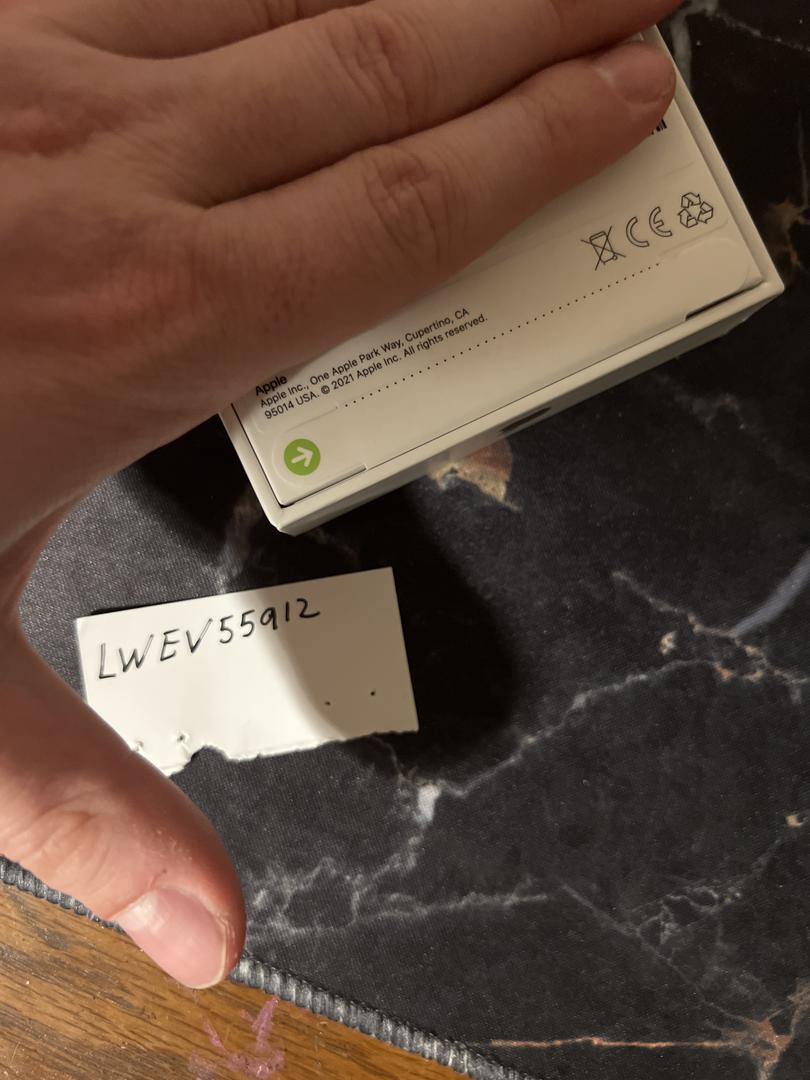 Apple
Apple Inc., One Apple Park Way, Cupertino, CA
95014 USA. © 2021 Apple Inc. All rights reserved.
LWEV55912